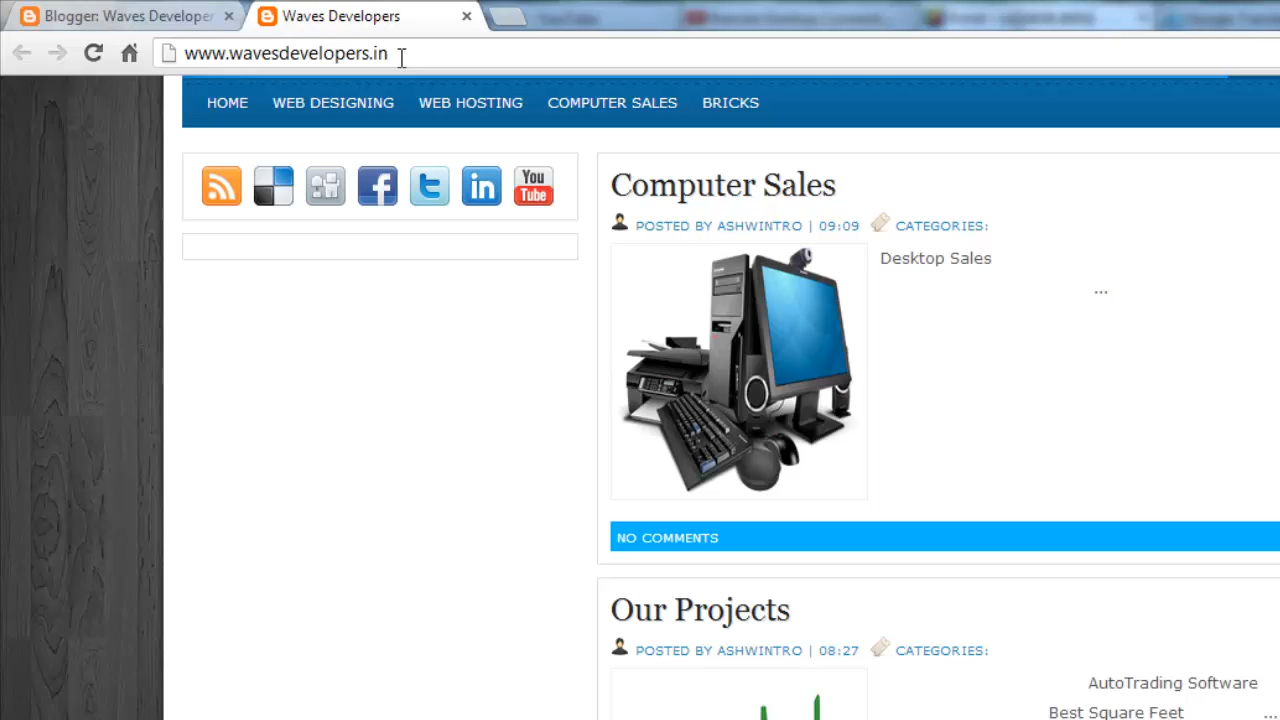 Blogger: Waves Developer
Waves Developers
www.wavesdevelopers.in
HOME WEB DESIGNING WEB HOSTING COMPUTER SALES BRICKS
You
Tube
Computer Sales
POSTED BY ASHWINTRO | 09:09 CATEGORIES:
Desktop Sales
...
NO COMMENTS
Our Projects
POSTED BY ASHWINTRO | 08:27 CATEGORIES:
AutoTrading Software
Best Square Feet ...